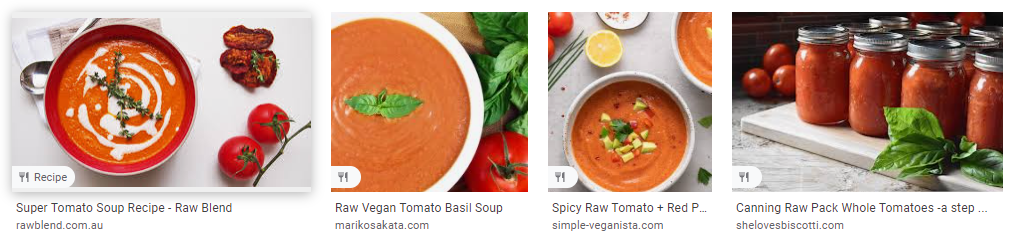 Recipe
Super Tomato Soup Recipe - Raw Blend
rawblend.com.au
Raw Vegan Tomato Basil Soup
marikosakata.com
Spicy Raw Tomato + Red P...
simple-veganista.com
Canning Raw Pack Whole Tomatoes -a step ...
shelovesbiscotti.com